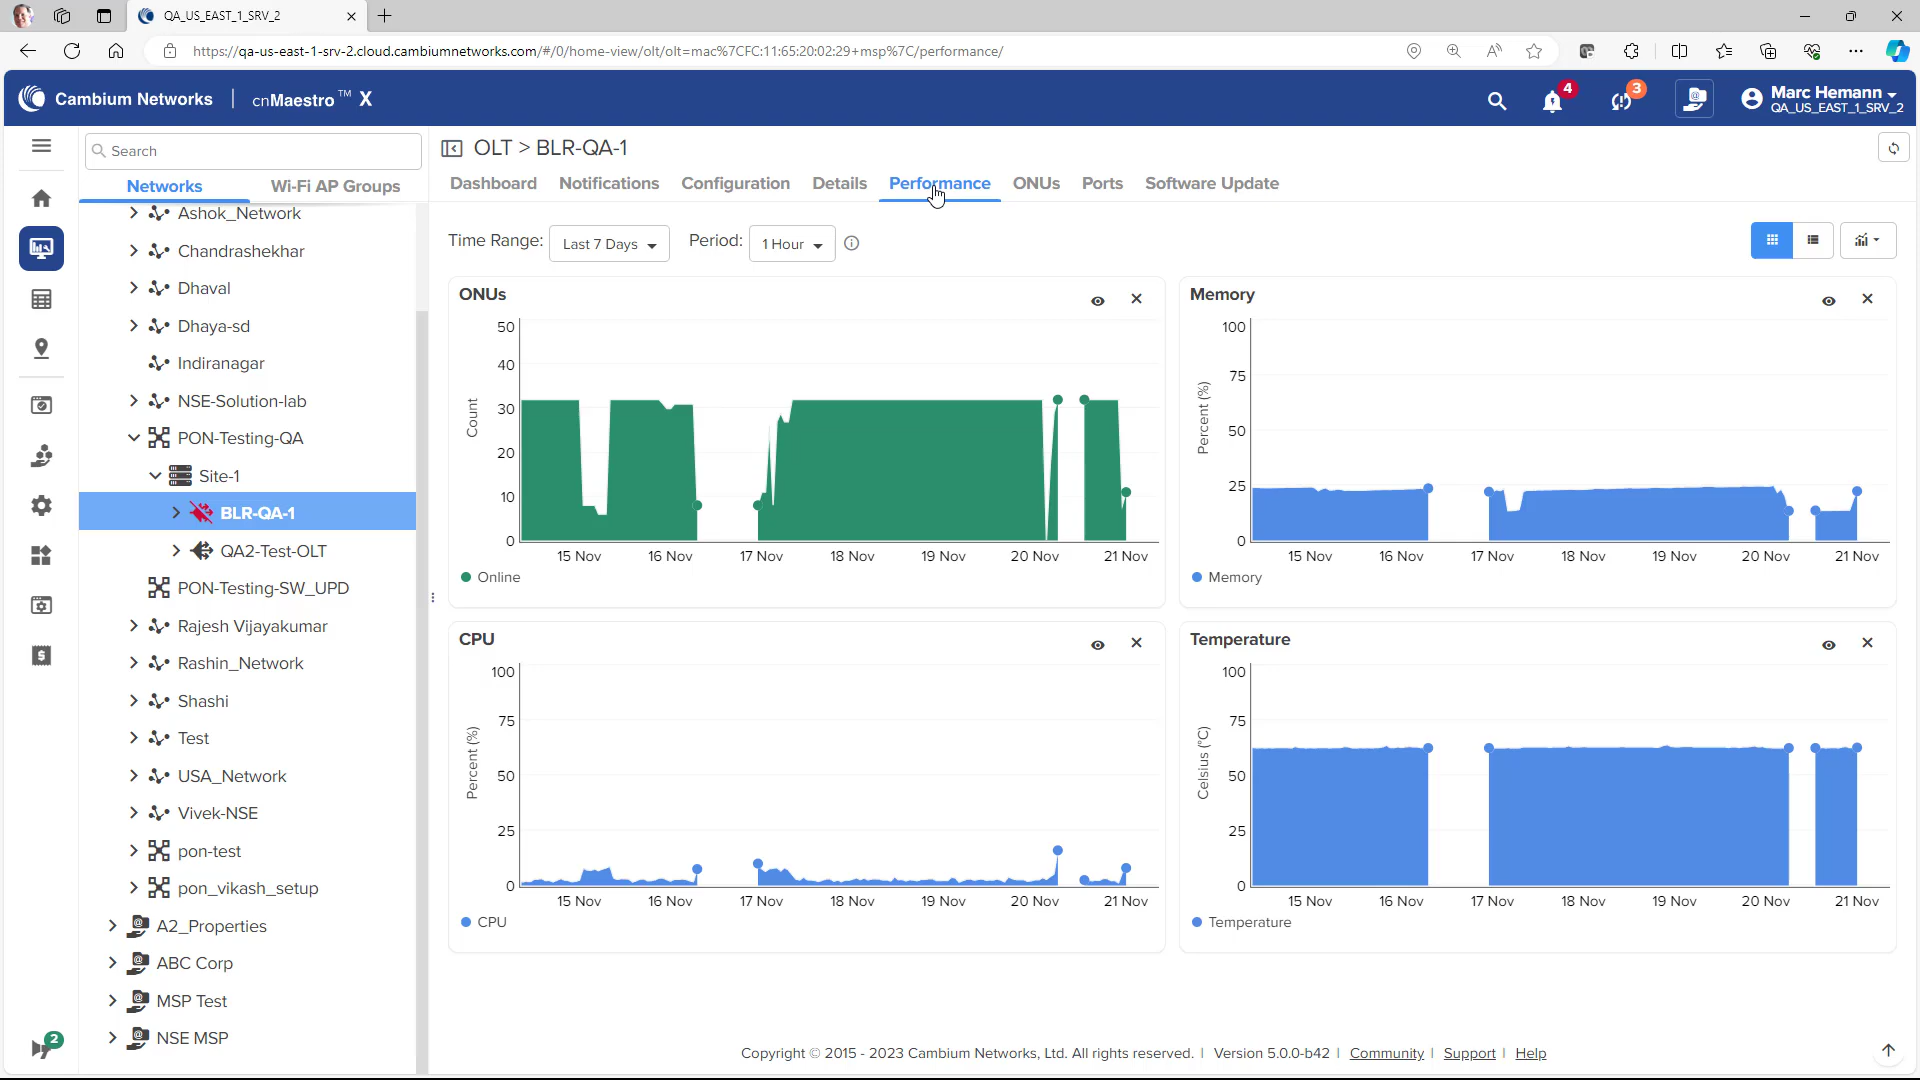 QA_US_EAST_1_SRV_2
https://qa-us-east-1-srv-2.cloud.cambiumnetworks.com/#/0/home-view/olt/olt=mac%7CFC:11:65:20:02:29+msp%7C/performance/
Cambium Networks | cnMaestro™ X
4
3
Marc Hemann
QA_US_EAST_1_SRV_2
Search
Networks
Wi-Fi AP Groups
Ashok_Network
Chandrashekhar
Dhaval
Dhaya-sd
Indiranagar
NSE-Solution-lab
PON-Testing-QA
Site-1
BLR-QA-1
QA2-Test-OLT
PON-Testing-SW_UPD
Rajesh Vijayakumar
Rashin_Network
Shashi
Test
USA_Network
Vivek-NSE
pon-test
pon_vikash_setup
A2_Properties
ABC Corp
MSP Test
NSE MSP
2
OLT > BLR-QA-1
Dashboard Notifications Configuration Details Performance ONUs Ports Software Update
Time Range: Last 7 Days Period: 1 Hour
ONUs
Count
50
40
30
20
10
0
15 Nov 16 Nov 17 Nov 18 Nov 19 Nov 20 Nov 21 Nov
Online
Memory
Percent (%)
100
75
50
25
0
15 Nov 16 Nov 17 Nov 18 Nov 19 Nov 20 Nov 21 Nov
Memory
CPU
Percent (%)
100
75
50
25
0
15 Nov 16 Nov 17 Nov 18 Nov 19 Nov 20 Nov 21 Nov
CPU
Temperature
Celsius (°C)
100
75
50
25
0
15 Nov 16 Nov 17 Nov 18 Nov 19 Nov 20 Nov 21 Nov
Temperature
Copyright © 2015 - 2023 Cambium Networks, Ltd. All rights reserved. | Version 5.0.0-b42 | Community | Support | Help